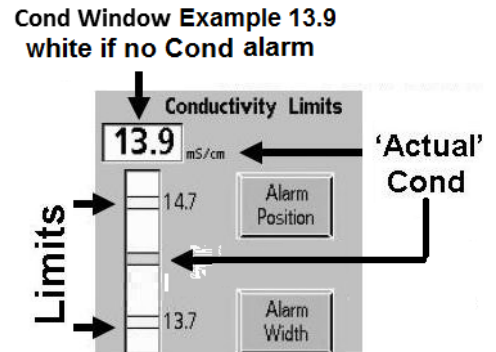 Cond Window Example 13.9
white if no Cond alarm
Conductivity Limits
13.9 mS/cm
'Actual'
Cond
Limits
14.7
Alarm
Position
13.7
Alarm
Width